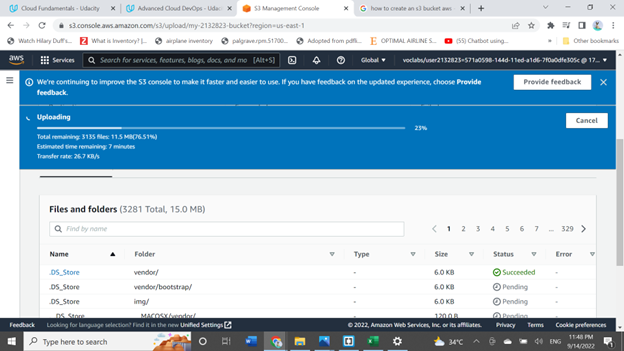 Cloud Fundamentals - Udacity
Advanced Cloud DevOps - Udac
S3 Management Console
how to create an s3 bucket aws
s3.console.aws.amazon.com/s3/upload/my-2132823-bucket?region=us-east-1
Watch Hilary Duff's...
What is Inventory? |...
airplane inventory
palgrave.rpm.51700...
Adopted from pdfli...
OPTIMAL AIRLINE S...
(55) Chatbot using...
»
Other bookmarks
aws
Services
Search for services, features, blogs, docs, and mo
[Alt+S]
Global
voclabs/user2132823=571a0598-144d-11ed-a1d6-7f0a0dfe305c @ 17...
We're continuing to improve the S3 console to make it faster and easier to use. If you have feedback on the updated experience, choose Provide
feedback.
Provide feedback
Uploading
Cancel
23%
Total remaining: 3135 files: 11.5 MB(76.51%)
Estimated time remaining: 7 minutes
Transfer rate: 26.7 KB/s
Files and folders (3281 Total, 15.0 MB)
Find by name
1 2 3 4 5 6 7 ... 329
Name Folder Type Size Status Error
.DS_Store vendor/ - 6.0 KB Succeeded -
.DS_Store vendor/bootstrap/ - 6.0 KB Pending -
.DS_Store img/ - 6.0 KB Pending -
._DS_Store __MACOSX/vendor/ - 120.0 B Pending -
Feedback
Looking for language selection? Find it in the new Unified Settings
© 2022, Amazon Web Services, Inc. or its affiliates.
Privacy
Terms
Cookie preferences
Type here to search
34°C
ENG
11:48 PM
9/14/2022